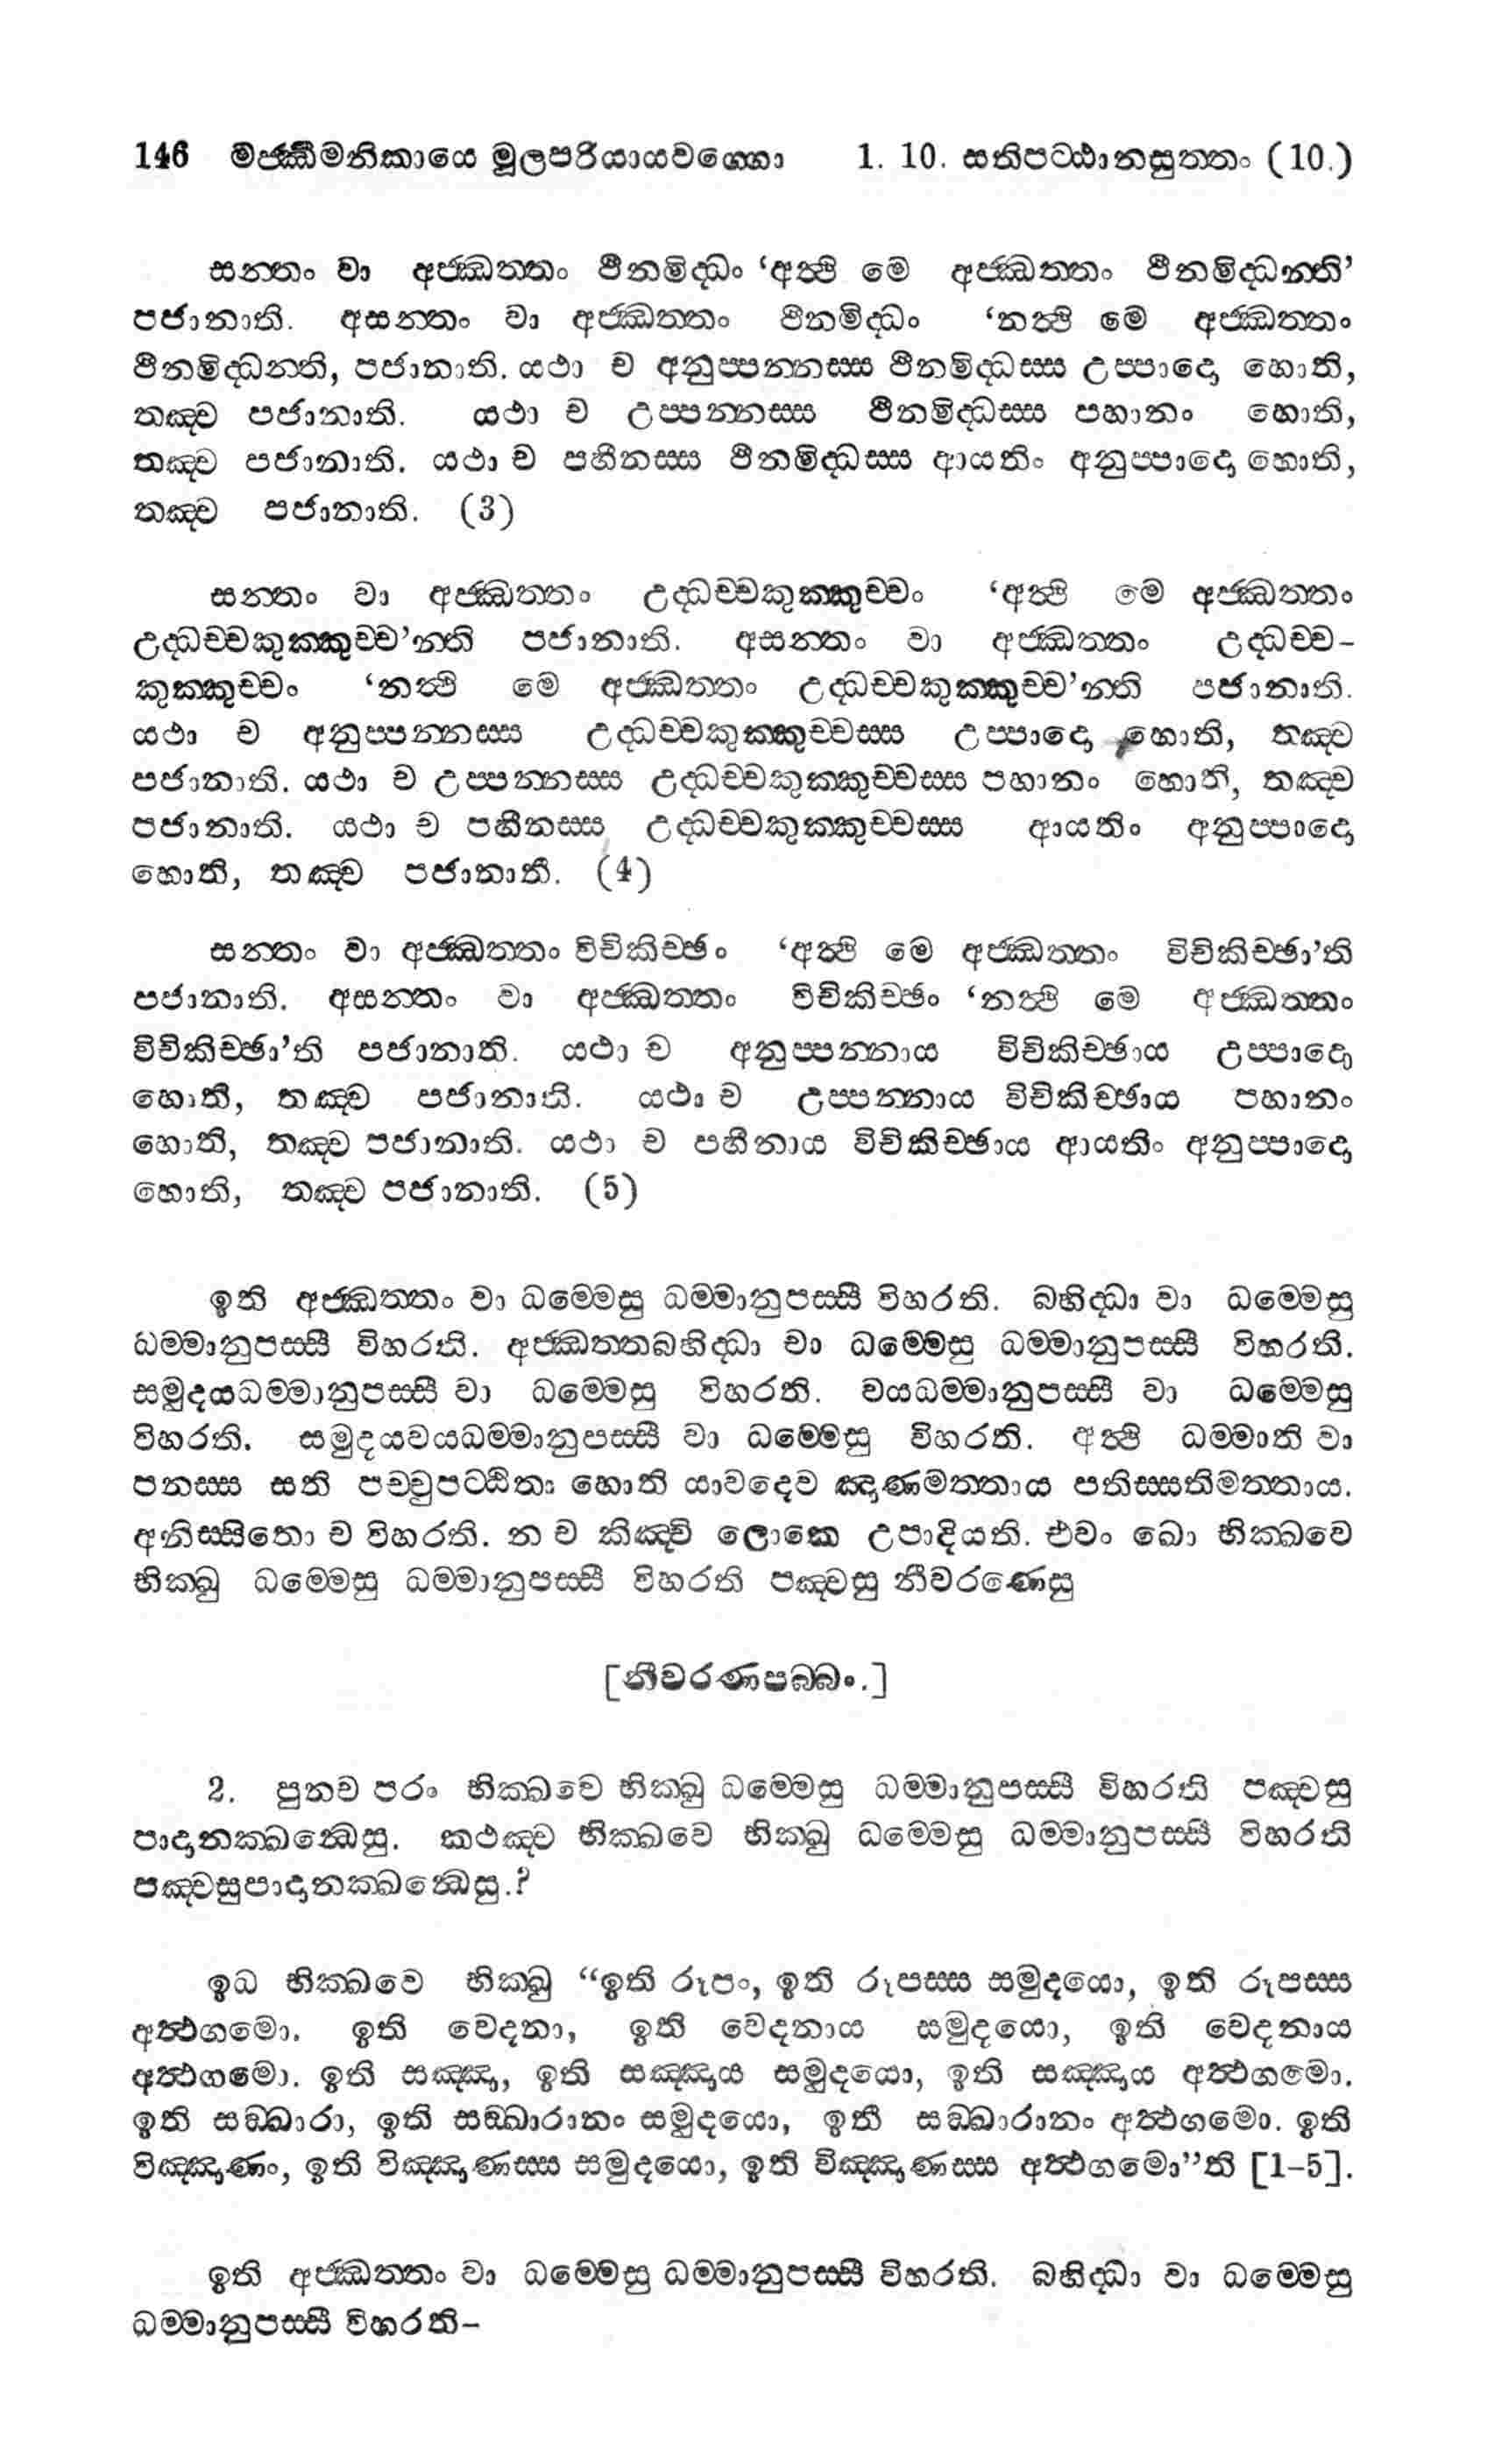 146 මජ්ඣිමනිකායෙ මූලපරියායවග්ගො 1. 10. සතිපට්ඨානසුත්තං (10.)
සන්තං වා අජ්ඣත්තං ථීනමිද්ධං ‘අත්ථි මෙ අජ්ඣත්තං ථීනමිද්ධන්ති’
පජානාති. අසන්තං වා අජ්ඣත්තං ථීනමිද්ධං ‘නත්ථි මෙ අජ්ඣත්තං
ථීනමිද්ධන්ති, පජානාති. යථා ච අනුප්පන්නස්ස ථීනමිද්ධස්ස උප්පාදො හොති,
තඤ්ච පජානාති. යථා ච උප්පන්නස්ස ථීනමිද්ධස්ස පහානං හොති,
තඤ්ච පජානාති. යථා ච පහීනස්ස ථීනමිද්ධස්ස ආයතිං අනුප්පාදො හොති,
තඤ්ච පජානාති. (3)
සන්තං වා අජ්ඣත්තං උද්ධච්චකුක්කුච්චං ‘අත්ථි මෙ අජ්ඣත්තං
උද්ධච්චකුක්කුච්ච’න්ති පජානාති. අසන්තං වා අජ්ඣත්තං උද්ධච්ච-
කුක්කුච්චං ‘නත්ථි මෙ අජ්ඣත්තං උද්ධච්චකුක්කුච්ච’න්ති පජානාති.
යථා ච අනුප්පන්නස්ස උද්ධච්චකුක්කුච්චස්ස උප්පාදො හොති, තඤ්ච
පජානාති. යථා ච උප්පන්නස්ස උද්ධච්චකුක්කුච්චස්ස පහානං හොති, තඤ්ච
පජානාති. යථා ච පහීනස්ස උද්ධච්චකුක්කුච්චස්ස ආයතිං අනුප්පාදො
හොති, තඤ්ච පජානාතී. (4)
සන්තං වා අජ්ඣත්තං විචිකිච්ඡං ‘අත්ථි මෙ අජ්ඣත්තං විචිකිච්ඡා’ති
පජානාති. අසන්තං වා අජ්ඣත්තං විචිකිච්ඡං ‘නත්ථි මෙ අජ්ඣත්තං
විචිකිච්ඡා’ති පජානාති. යථා ච අනුප්පන්නාය විචිකිච්ඡාය උප්පාදො
හොතී, තඤ්ච පජානාති. යථා ච උප්පන්නාය විචිකිච්ඡාය පහානං
හොති, තඤ්ච පජානාති. යථා ච පහීනාය විචිකිච්ඡාය ආයතිං අනුප්පාදො
හොති, තඤ්ච පජානාති. (5)
ඉති අජ්ඣත්තං වා ධම්මෙසු ධම්මානුපස්සී විහරති. බහිද්ධා වා ධම්මෙසු
ධම්මානුපස්සී විහරති. අජ්ඣත්තබහිද්ධා වා ධම්මෙසු ධම්මානුපස්සී විහරතී.
සමුදයධම්මානුපස්සී වා ධම්මෙසු විහරති. වයධම්මානුපස්සී වා ධම්මෙසු
විහරති. සමුදයවයධම්මානුපස්සී වා ධම්මෙසු විහරති. අත්ථි ධම්මාති වා
පනස්ස සති පච්චුපට්ඨිතා හොති යාවදෙව ඤාණමත්තාය පතිස්සතිමත්තාය.
අනිස්සිතො ච විහරති. න ච කිඤ්චි ලොකෙ උපාදියති. එවං ඛො භික්ඛවෙ
භික්ඛු ධම්මෙසු ධම්මානුපස්සී විහරති පඤ්චසු නීවරණෙසු
[නීවරණපබ්බං.]
2. පුනච පරං භික්ඛවෙ භික්ඛු ධම්මෙසු ධම්මානුපස්සී විහරති පඤ්චසු
පාදානක්ඛන්ධෙසු. කථඤ්ච භික්ඛවෙ භික්ඛු ධම්මෙසු ධම්මානුපස්සී විහරති
පඤ්චසුපාදානක්ඛන්ධෙසු.?
ඉධ භික්ඛවෙ භික්ඛු “ඉති රූපං, ඉති රූපස්ස සමුදයො, ඉති රූපස්ස
අත්ථගමො. ඉති වෙදනා, ඉති වෙදනාය සමුදයො, ඉති වෙදනාය
අත්ථගමො. ඉති සඤ්ඤා, ඉති සඤ්ඤාය සමුදයො, ඉති සඤ්ඤාය අත්ථගමො.
ඉති සඞ්ඛාරා, ඉති සඞ්ඛාරානං සමුදයො, ඉතී සඞ්ඛාරානං අත්ථගමො. ඉති
විඤ්ඤාණං, ඉති විඤ්ඤාණස්ස සමුදයො, ඉති විඤ්ඤාණස්ස අත්ථගමො”ති [1–5].
ඉති අජ්ඣත්තං වා ධම්මෙසු ධම්මානුපස්සී විහරති. බහිද්ධා වා ධම්මෙසු
ධම්මානුපස්සී විහරති–